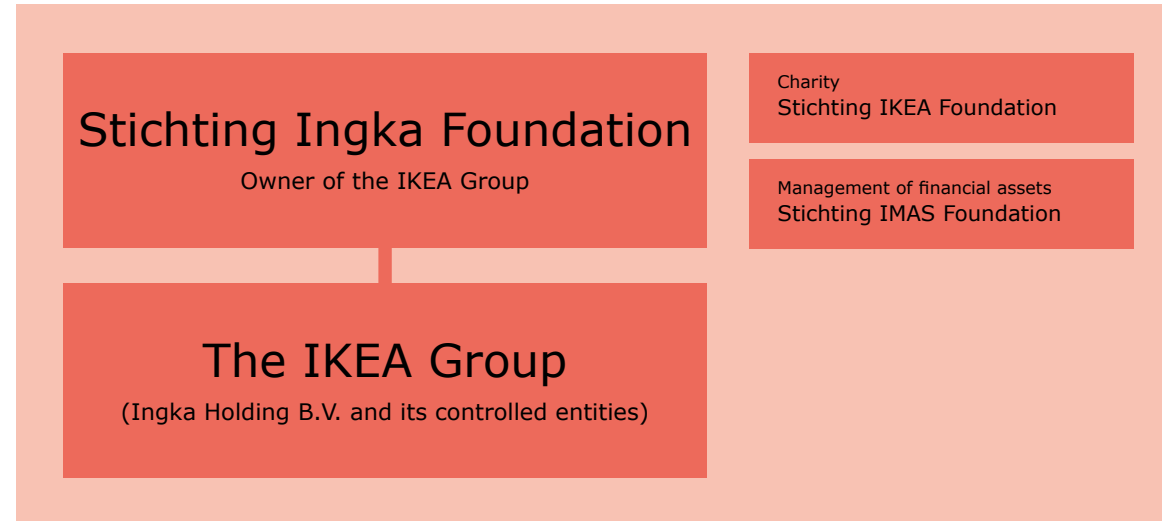 Stichting Ingka Foundation
Owner of the IKEA Group
Charity
Stichting IKEA Foundation
Management of financial assets
Stichting IMAS Foundation
The IKEA Group
(Ingka Holding B.V. and its controlled entities)